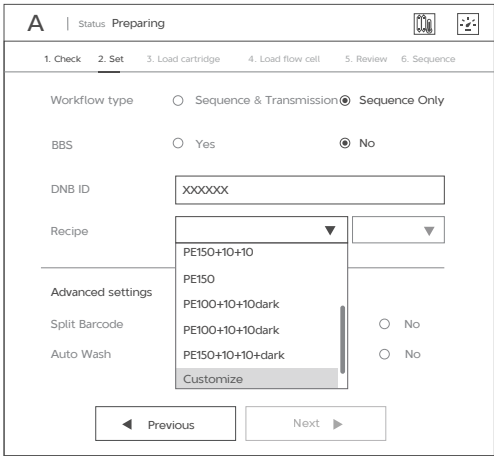 A Status Preparing
1. Check 2. Set 3. Load cartridge 4. Load flow cell 5. Review 6. Sequence
Workflow type Sequence & Transmission Sequence Only
BBS Yes No
DNB ID XXXXXX
Recipe
PE150+10+10
PE150
Advanced settings
PE100+10+10dark
Split Barcode PE100+10+10dark No
Auto Wash PE150+10+10+dark No
Customize
Previous Next